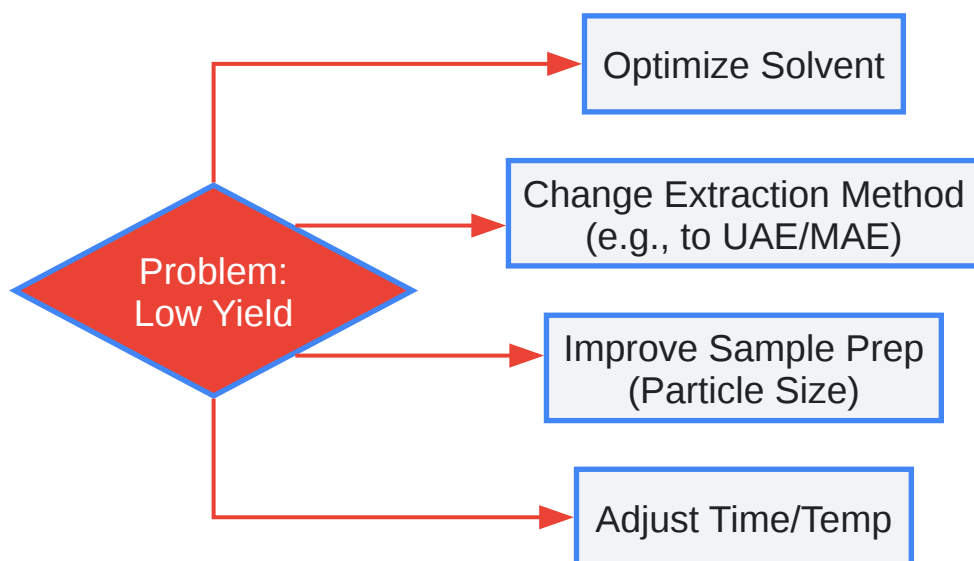 Optimize Solvent
Change Extraction Method
(e.g., to UAE/MAE)
Problem:
Low Yield
Improve Sample Prep
(Particle Size)
Adjust Time/Temp